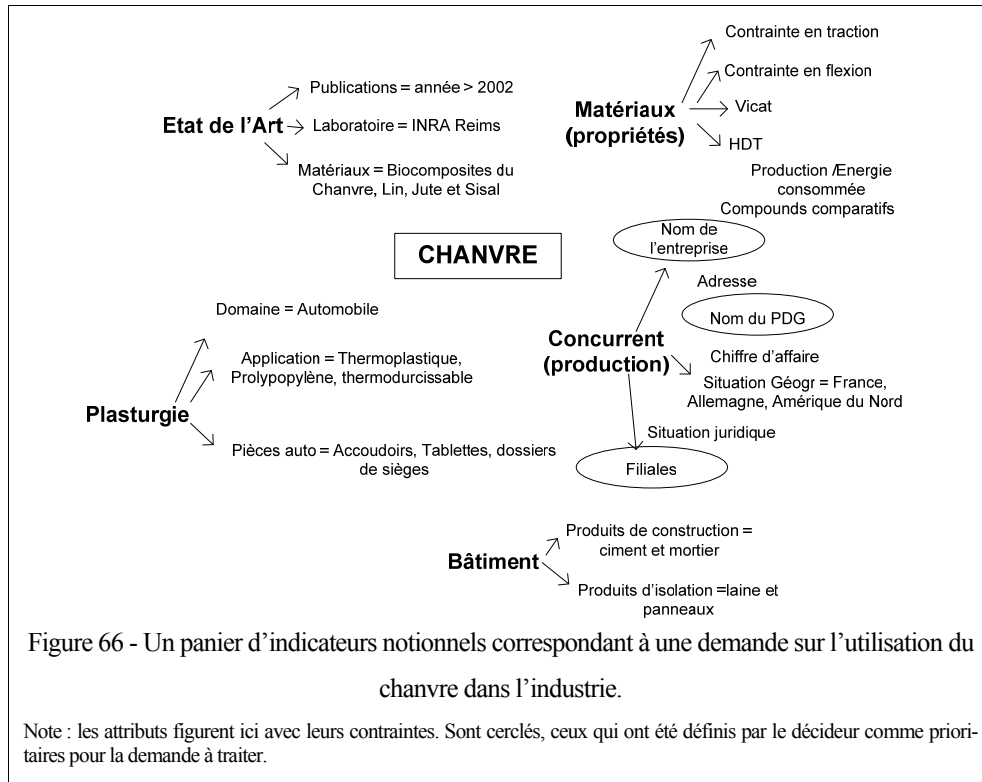 Contrainte en traction
Contrainte en flexion
Vicat
HDT
Matériaux
(propriétés)
Production /Energie
consommée
Compounds comparatifs
Publications = année > 2002
Etat de l'Art
Laboratoire = INRA Reims
Matériaux = Biocomposites du
Chanvre, Lin, Jute et Sisal
CHANVRE
Nom de
l'entreprise
Adresse
Nom du PDG
Concurrent
(production)
Chiffre d'affaire
Situation Géogr = France,
Allemagne, Amérique du Nord
Situation juridique
Filiales
Domaine = Automobile
Application = Thermoplastique,
Prolypopylène, thermodurcissable
Plasturgie
Pièces auto = Accoudoirs, Tablettes, dossiers
de sièges
Produits de construction =
ciment et mortier
Bâtiment
Produits d'isolation =laine et
panneaux
Figure 66 - Un panier d'indicateurs notionnels correspondant à une demande sur l'utilisation du
chanvre dans l'industrie.
Note : les attributs figurent ici avec leurs contraintes. Sont cerclés, ceux qui ont été définis par le décideur comme priori-
taires pour la demande à traiter.